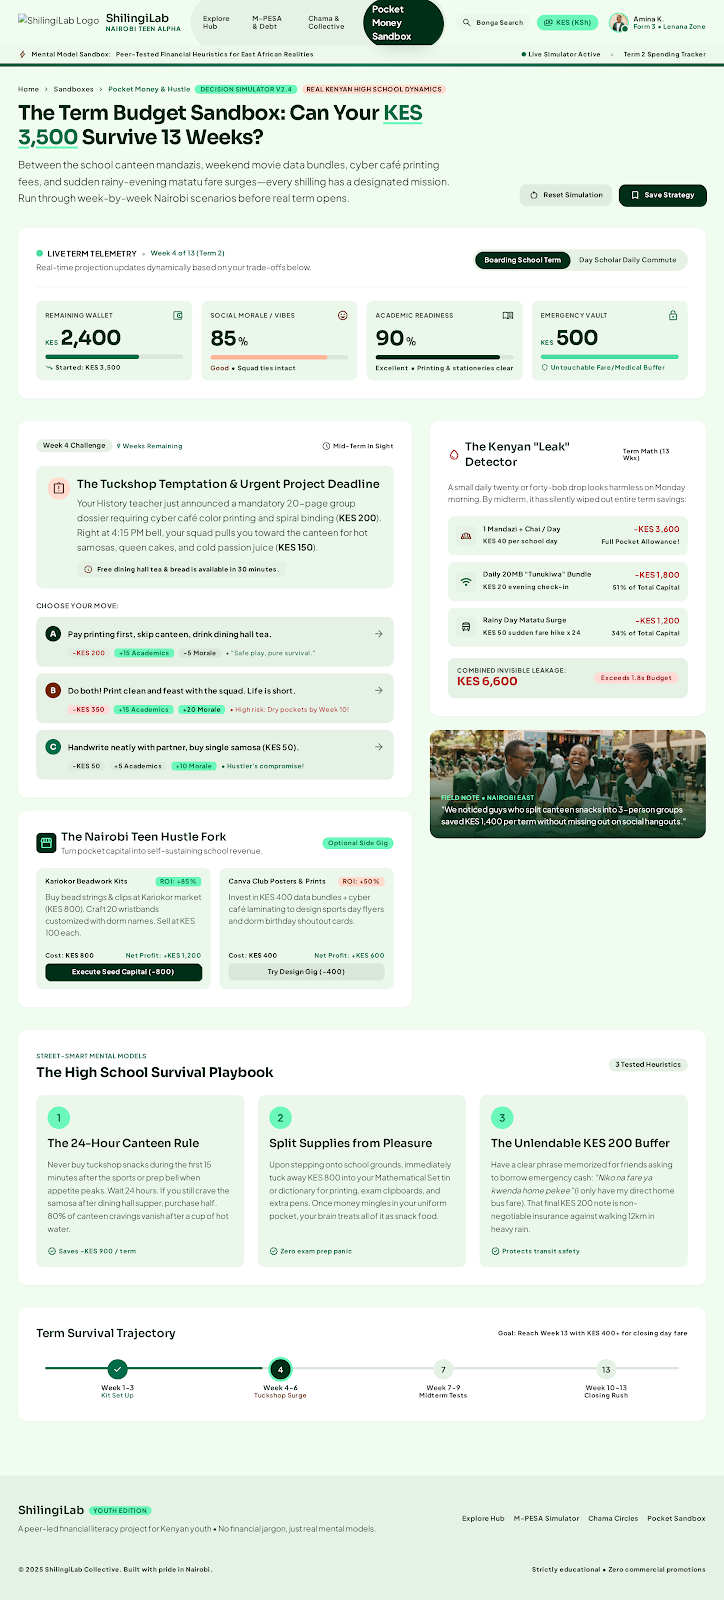 ShilingiLab Logo
ShilingiLab
NAIROBI TEEN ALPHA
Explore Hub
M-PESA & Debt
Chama & Collective
Pocket Money Sandbox
Bonga Search
KES (KSh)
Amina K.
Form 3 • Lenana Zone
Mental Model Sandbox: Peer-Tested Financial Heuristics for East African Realities
Live Simulator Active • Term 2 Spending Tracker
Home > Sandboxes > Pocket Money & Hustle
DECISION SIMULATOR V2.4
REAL KENYAN HIGH SCHOOL DYNAMICS
The Term Budget Sandbox: Can Your KES
3,500 Survive 13 Weeks?
Between the school canteen mandazis, weekend movie data bundles, cyber café printing
fees, and sudden rainy-evening matatu fare surges—every shilling has a designated mission.
Run through week-by-week Nairobi scenarios before real term opens.
Reset Simulation
Save Strategy
LIVE TERM TELEMETRY • Week 4 of 13 (Term 2)
Real-time projection updates dynamically based on your trade-offs below.
Boarding School Term
Day Scholar Daily Commute
REMAINING WALLET
KES 2,400
Started: KES 3,500
SOCIAL MORALE / VIBES
85%
Good • Squad ties intact
ACADEMIC READINESS
90%
Excellent • Printing & stationeries clear
EMERGENCY VAULT
KES 500
Untouchable Fare/Medical Buffer
Week 4 Challenge
9 Weeks Remaining
Mid-Term In Sight
The Tuckshop Temptation & Urgent Project Deadline
Your History teacher just announced a mandatory 20-page group
dossier requiring cyber café color printing and spiral binding (KES 200).
Right at 4:15 PM bell, your squad pulls you toward the canteen for hot
samosas, queen cakes, and cold passion juice (KES 150).
Free dining hall tea & bread is available in 30 minutes.
CHOOSE YOUR MOVE:
A
Pay printing first, skip canteen, drink dining hall tea.
-KES 200
+15 Academics
-5 Morale
• "Safe play, pure survival."
B
Do both! Print clean and feast with the squad. Life is short.
-KES 350
+15 Academics
+20 Morale
• High risk: Dry pockets by Week 10!
C
Handwrite neatly with partner, buy single samosa (KES 50).
-KES 50
+5 Academics
+10 Morale
• Hustler's compromise!
The Kenyan "Leak"
Detector
Term Math (13
Wks)
A small daily twenty or forty-bob drop looks harmless on Monday
morning. By midterm, it has silently wiped out entire term savings:
1 Mandazi + Chai / Day
KES 40 per school day
-KES 3,600
Full Pocket Allowance!
Daily 20MB "Tunukiwa" Bundle
KES 20 evening check-in
-KES 1,800
51% of Total Capital
Rainy Day Matatu Surge
KES 50 sudden fare hike x 24
-KES 1,200
34% of Total Capital
COMBINED INVISIBLE LEAKAGE:
KES 6,600
Exceeds 1.8x Budget
FIELD NOTE • NAIROBI EAST
"We noticed guys who split canteen snacks into 3-person groups
saved KES 1,400 per term without missing out on social hangouts."
The Nairobi Teen Hustle Fork
Turn pocket capital into self-sustaining school revenue.
Optional Side Gig
Kariokor Beadwork Kits
ROI: +85%
Buy bead strings & clips at Kariokor market
(KES 800). Craft 20 wristbands
customized with dorm names. Sell at KES
100 each.
Cost: KES 800
Net Profit: +KES 1,200
Execute Seed Capital (-800)
Canva Club Posters & Prints
ROI: +50%
Invest in KES 400 data bundles + cyber
café laminating to design sports day flyers
and dorm birthday shoutout cards.
Cost: KES 400
Net Profit: +KES 600
Try Design Gig (-400)
STREET-SMART MENTAL MODELS
The High School Survival Playbook
3 Tested Heuristics
1
The 24-Hour Canteen Rule
Never buy tuckshop snacks during the first 15
minutes after the sports or prep bell when
appetite peaks. Wait 24 hours. If you still crave the
samosa after dining hall supper, purchase half.
80% of canteen cravings vanish after a cup of hot
water.
Saves ~KES 900 / term
2
Split Supplies from Pleasure
Upon stepping onto school grounds, immediately
tuck away KES 800 into your Mathematical Set tin
or dictionary for printing, exam clipboards, and
extra pens. Once money mingles in your uniform
pocket, your brain treats all of it as snack food.
Zero exam prep panic
3
The Unlendable KES 200 Buffer
Have a clear phrase memorized for friends asking
to borrow emergency cash: "Niko na fare ya
kwenda home pekee" (I only have my direct home
bus fare). That final KES 200 note is non-
negotiable insurance against walking 12km in
heavy rain.
Protects transit safety
Term Survival Trajectory
Goal: Reach Week 13 with KES 400+ for closing day fare
4
7
13
Week 1-3
Kit Set Up
Week 4-6
Tuckshop Surge
Week 7-9
Midterm Tests
Week 10-13
Closing Rush
ShilingiLab
YOUTH EDITION
A peer-led financial literacy project for Kenyan youth • No financial jargon, just real mental models.
Explore Hub
M-PESA Simulator
Chama Circles
Pocket Sandbox
© 2025 ShilingiLab Collective. Built with pride in Nairobi.
Strictly educational • Zero commercial promotions